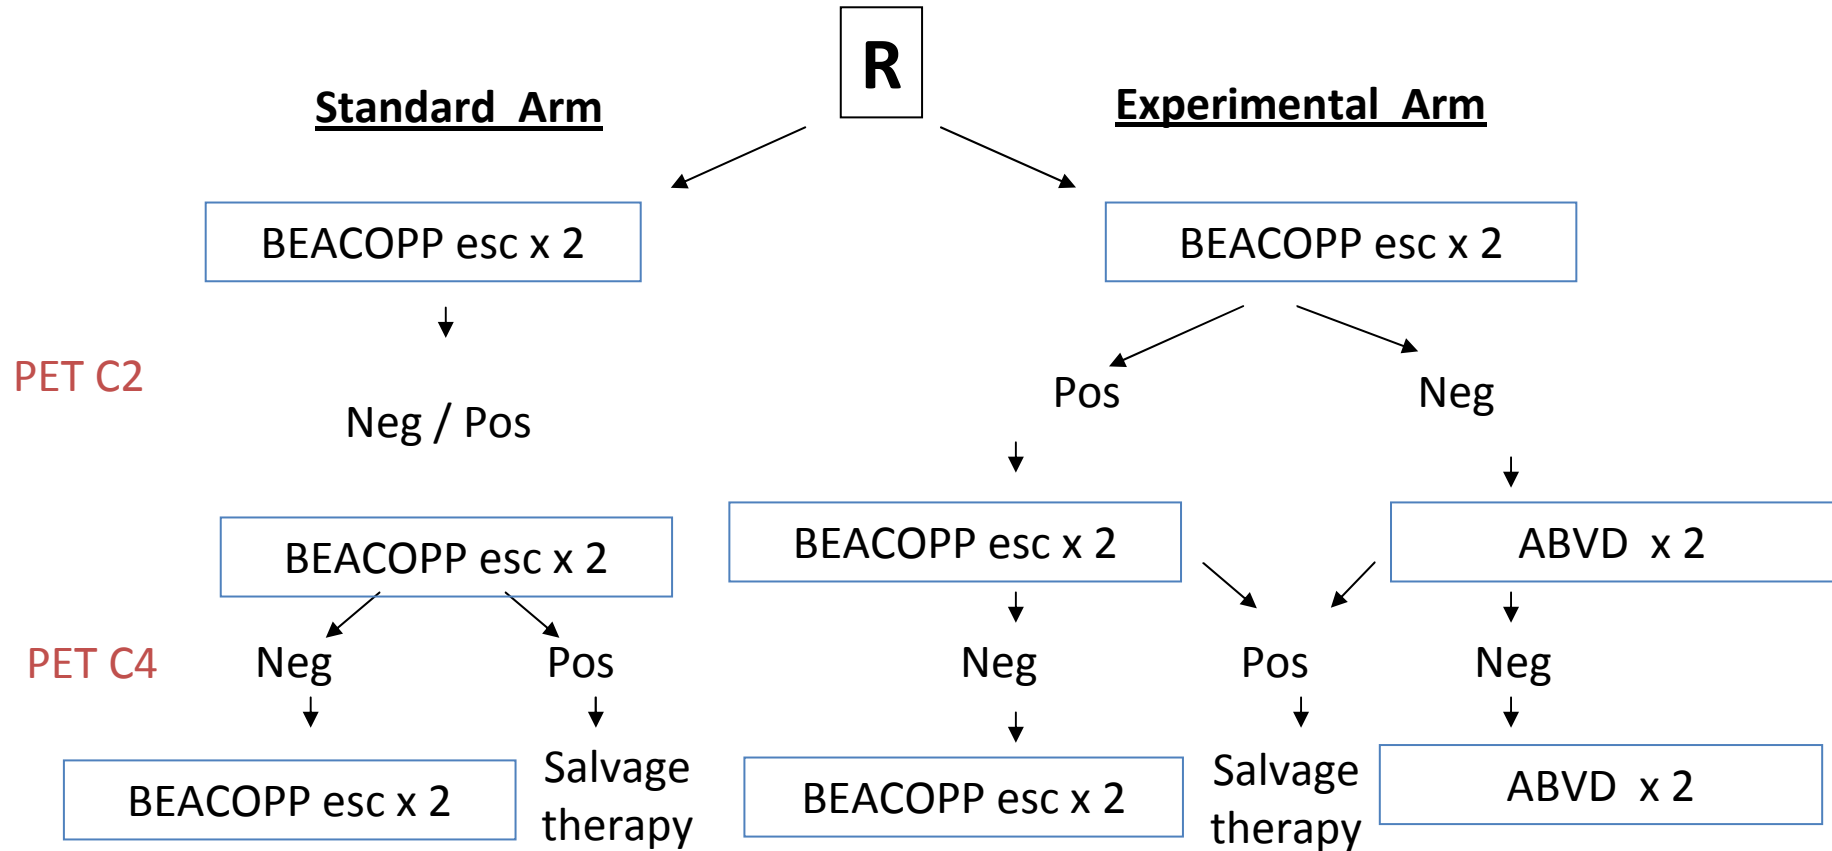 R
Standard Arm
Experimental Arm
BEACOPP esc x 2
BEACOPP esc x 2
PET C2
Neg / Pos
Pos
Neg
BEACOPP esc x 2
BEACOPP esc x 2
ABVD x 2
PET C4
Neg
Pos
Neg
Pos
Neg
BEACOPP esc x 2
Salvage
therapy
BEACOPP esc x 2
Salvage
therapy
ABVD x 2